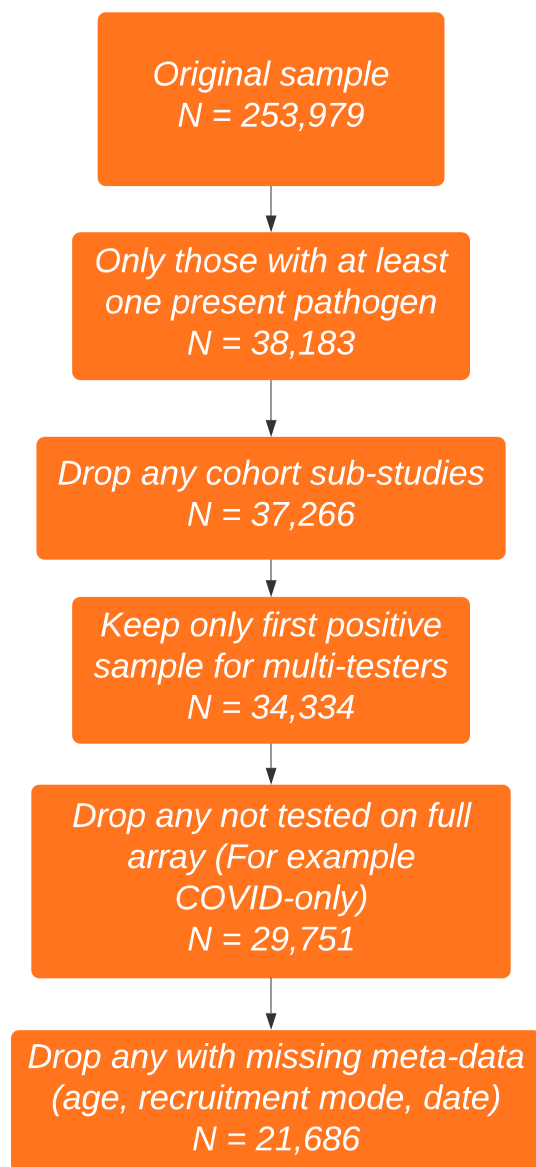 Original sample
N = 253,979
Only those with at least
one present pathogen
N = 38,183
Drop any cohort sub-studies
N = 37,266
Keep only first positive
sample for multi-testers
N = 34,334
Drop any not tested on full
array (For example
COVID-only)
N = 29,751
Drop any with missing meta-data
(age, recruitment mode, date)
N = 21,686